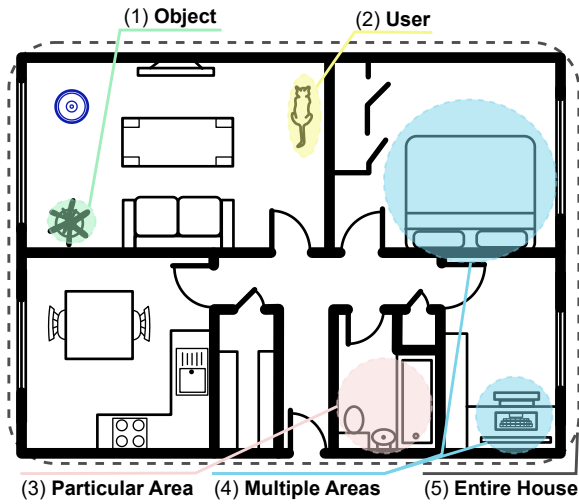 (1) Object
(2) User
(3) Particular Area
(4) Multiple Areas
(5) Entire House